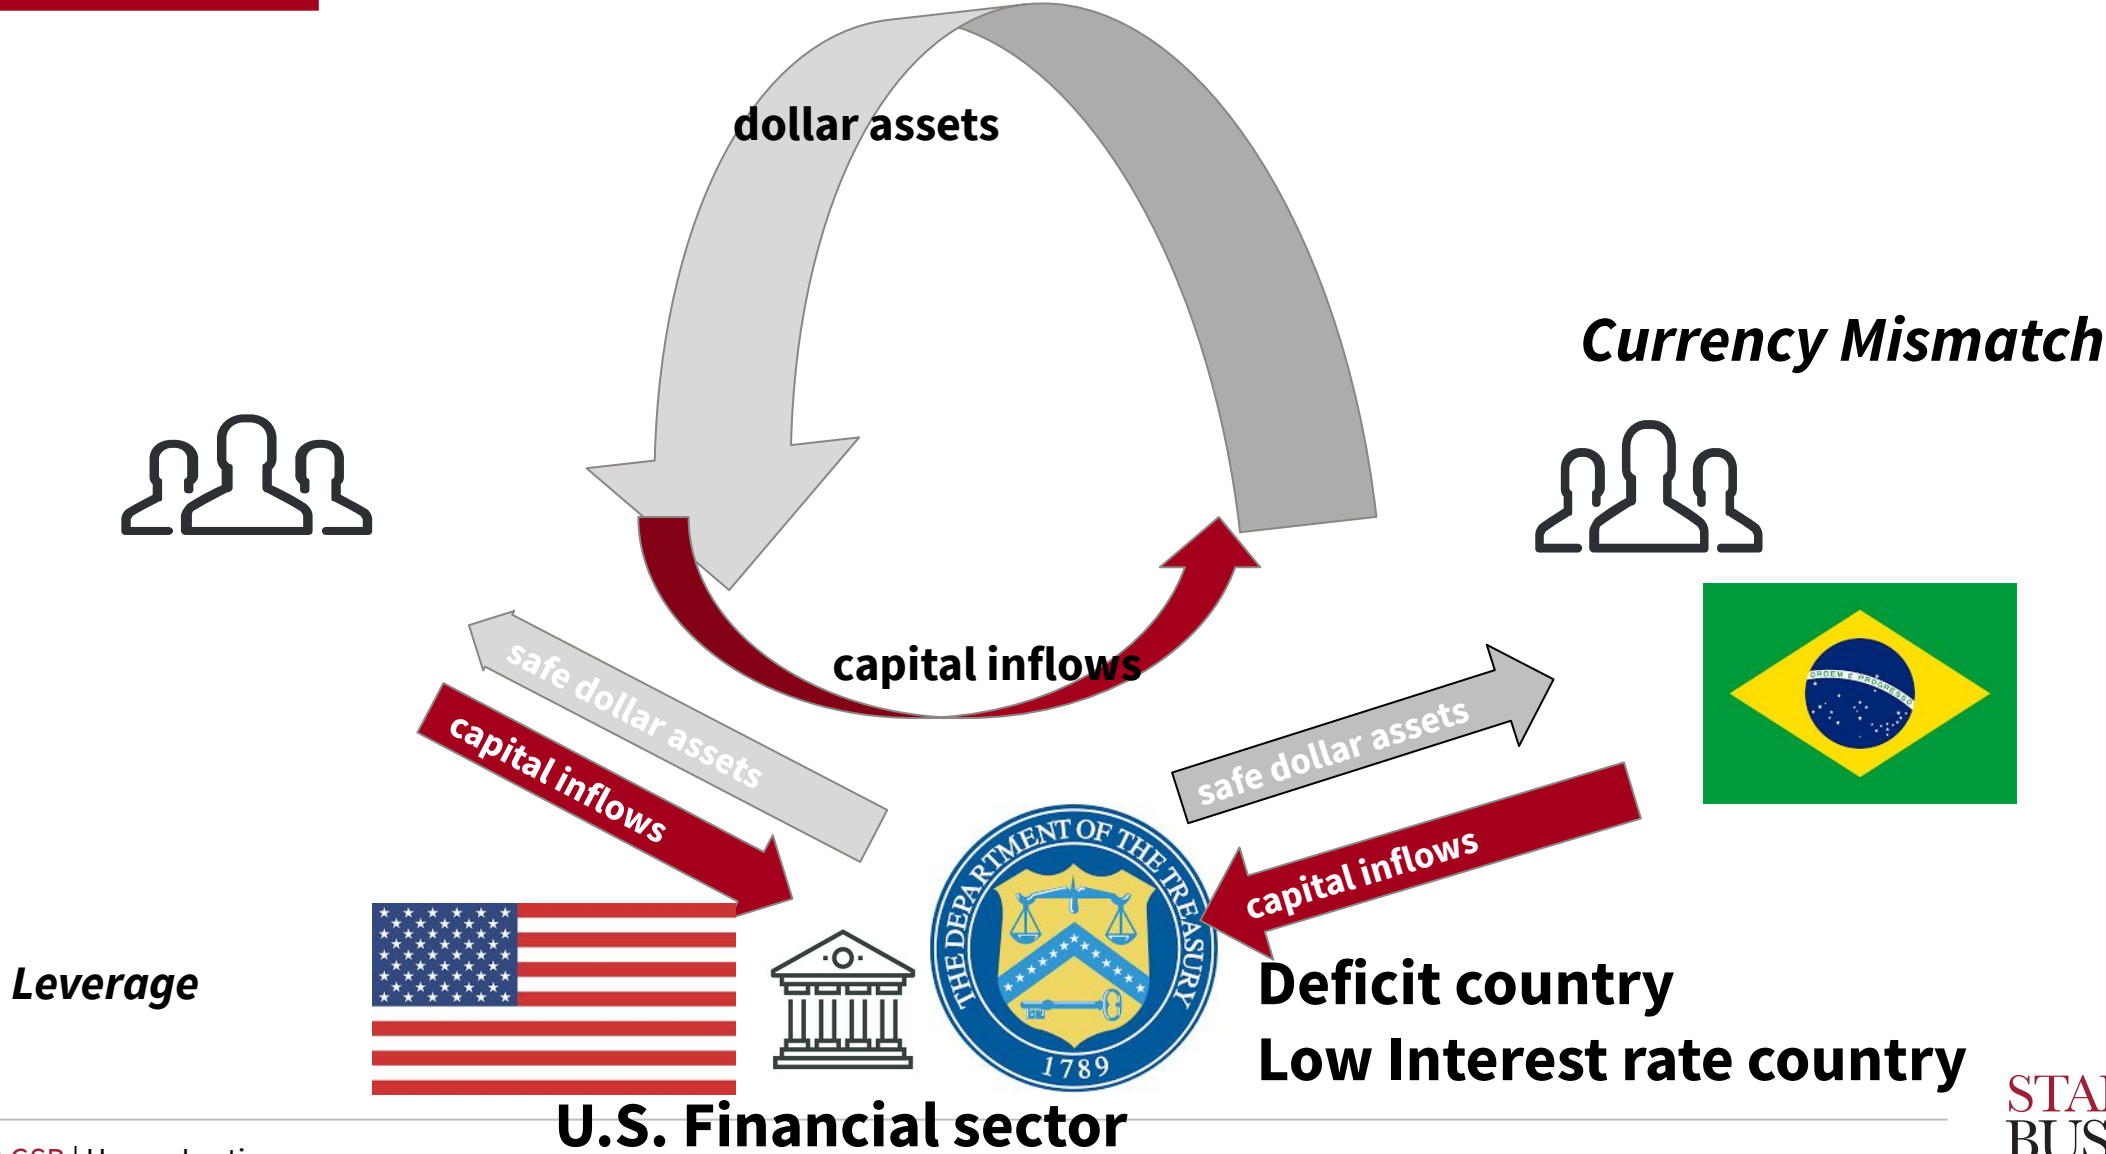 dollar assets
Currency Mismatch
safe dollar assets
capital inflows
capital inflows
safe dollar assets
capital inflows
ORDEM E PROGRESSO
THE DEPARTMENT OF THE TREASURY
1789
Leverage
Deficit country
Low Interest rate country
U.S. Financial sector
GSB |